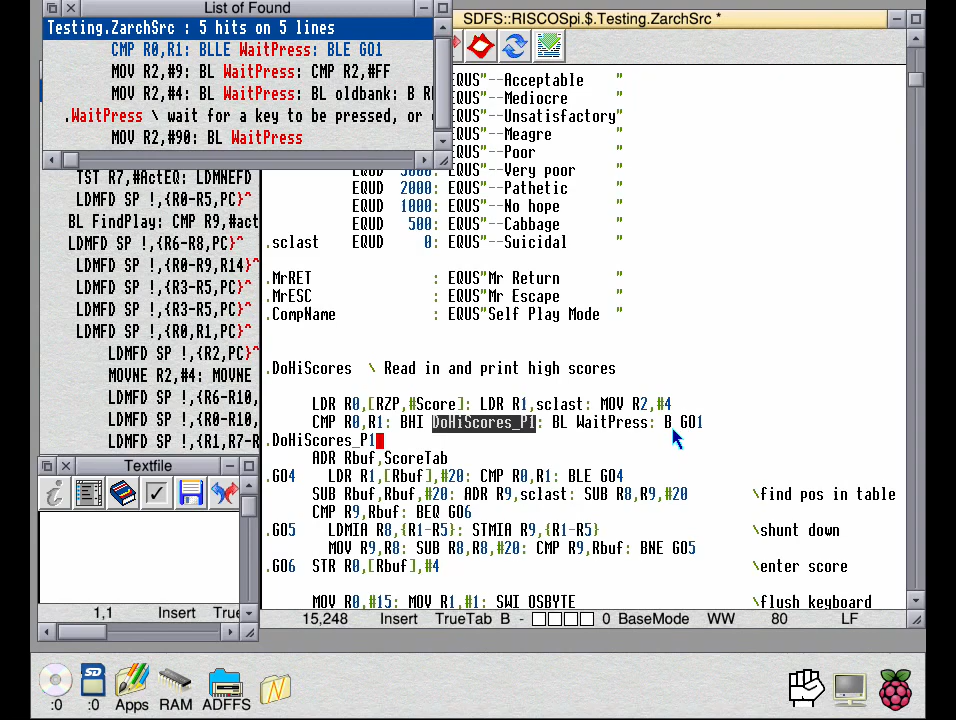 List of Found
Testing.ZarchSrc : 5 hits on 5 lines
CMP R0,R1: BLLE WaitPress: BLE GO1
MOV R2,#9: BL WaitPress: CMP R2,#FF
MOV R2,#4: BL WaitPress: BL oldbank: B
.WaitPress \ wait for a key to be pressed, or
MOV R2,#90: BL WaitPress
TST R7,#ActEQ: LDMNEFD
LDMFD SP !,{R0-R5,PC}^
BL FindPlay: CMP R9,#act
LDMFD SP !,{R6-R8,PC}^
LDMFD SP !,{R0-R9,R14}
LDMFD SP !,{R3-R5,PC}^
LDMFD SP !,{R3-R5,PC}^
LDMFD SP !,{R0,R1,PC}^
LDMFD SP !,{R2,PC}^
MOVNE R2,#4: MOVNE
LDMFD SP !,{R6-R10,
LDMFD SP !,{R6-R10,
LDMFD SP !,{R0-R10,
LDMFD SP !,{R1,R7-R
Textfile
1,1 Insert True
SDFS::RISCOSpi.$.Testing.ZarchSrc *
EQUS"--Acceptable "
EQUS"--Mediocre "
EQUS"--Unsatisfactory"
EQUS"--Meagre "
EQUS"--Poor "
EQUS"--Very poor "
EQUD 2000: EQUS"--Pathetic "
EQUD 1000: EQUS"--No hope "
EQUD 500: EQUS"--Cabbage "
.sclast EQUD 0: EQUS"--Suicidal "
.MrRET : EQUS"Mr Return "
.MrESC : EQUS"Mr Escape "
.CompName : EQUS"Self Play Mode "
.DoHiScores \ Read in and print high scores
LDR R0,[RZP,#Score]: LDR R1,sclast: MOV R2,#4
CMP R0,R1: BHI DoHiScores_P1: BL WaitPress: B GO1
.DoHiScores_P1
ADR Rbuf,ScoreTab
.GO4 LDR R1,[Rbuf],#20: CMP R0,R1: BLE GO4
SUB Rbuf,Rbuf,#20: ADR R9,sclast: SUB R8,R9,#20 \find pos in table
CMP R9,Rbuf: BEQ GO6
.GO5 LDMIA R8,{R1-R5}: STMIA R9,{R1-R5} \shunt down
MOV R9,R8: SUB R8,R8,#20: CMP R9,Rbuf: BNE GO5
.GO6 STR R0,[Rbuf],#4 \enter score
MOV R0,#15: MOV R1,#1: SWI OSBYTE \flush keyboard
15,248 Insert TrueTab B - 0 BaseMode WW 80 LF
:0 :0 Apps RAM ADFFS